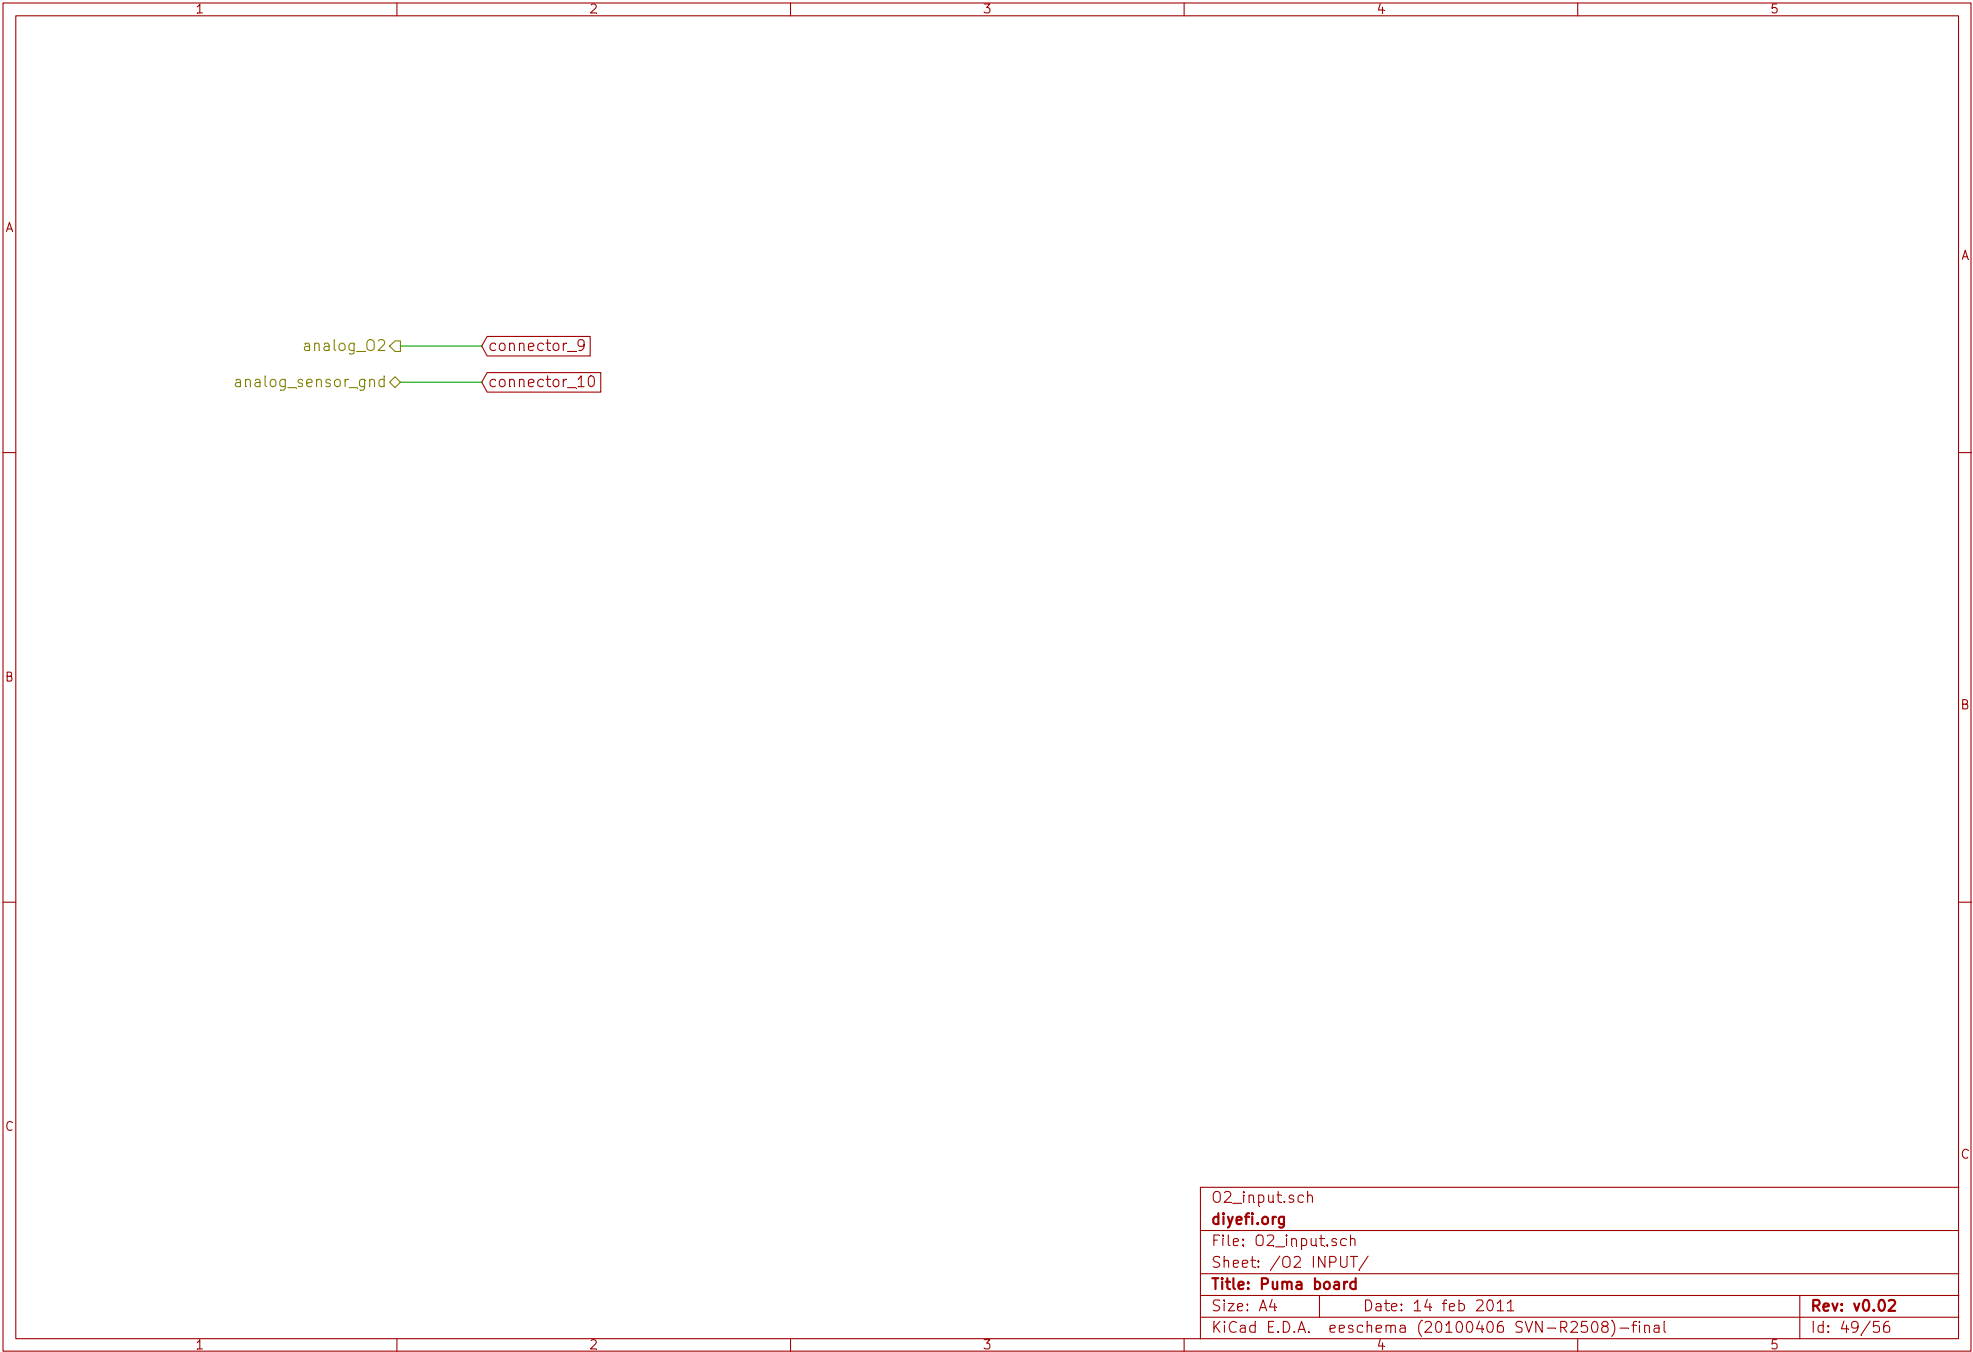 1 2 3 4 5
A A
analog_O2 connector_9
analog_sensor_gnd connector_10
B B
C C
O2_input.sch
diyefi.org
File: O2_input.sch
Sheet: /O2 INPUT/
Title: Puma board
Size: A4 Date: 14 feb 2011 Rev: v0.02
KiCad E.D.A. eeschema (20100406 SVN-R2508)-final Id: 49/56
1 2 3 4 5